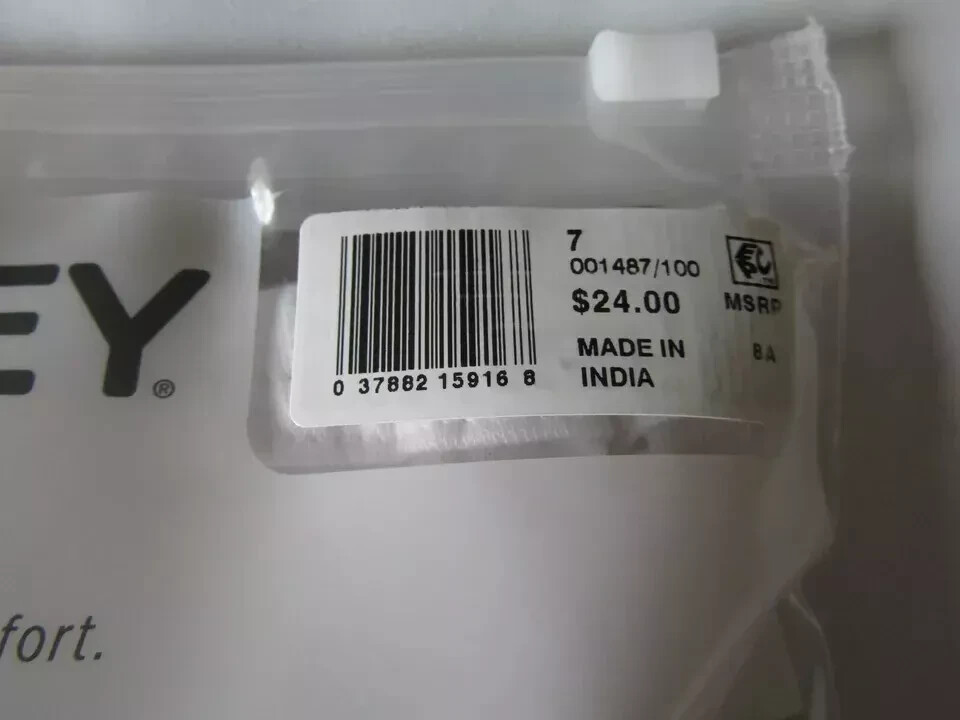 EY®
fort.
7
001487/100
$24.00 MSRP
MADE IN 8A
INDIA
0 37882 15916 8